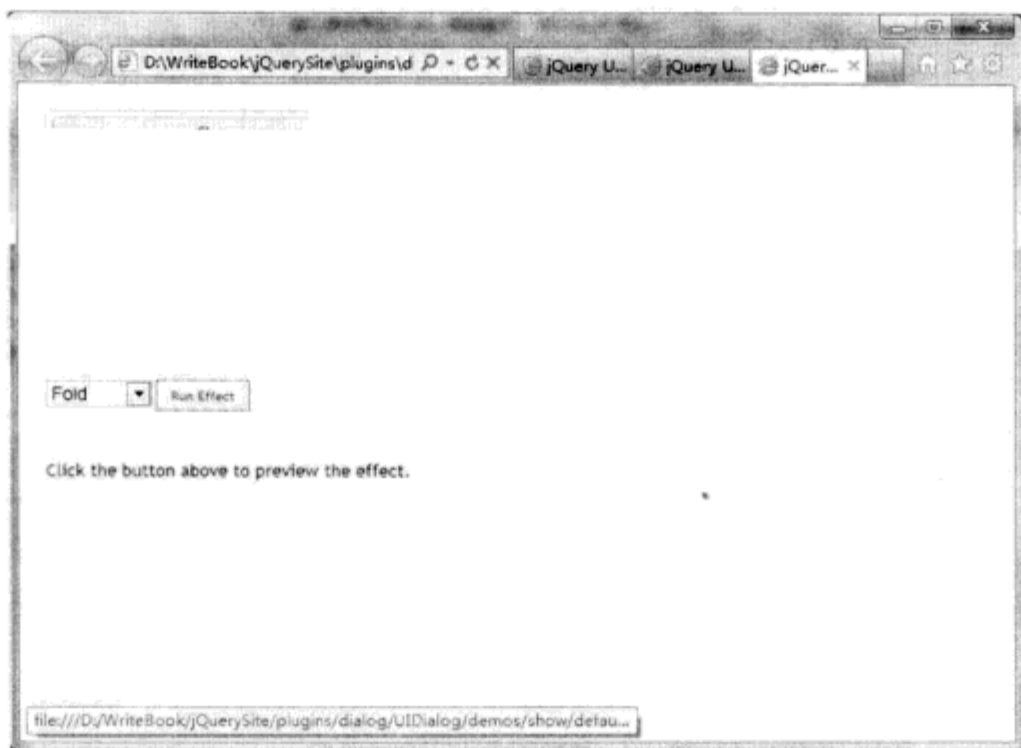 D:\WriteBook\jQuerySite\plugins\d
jQuery U...
jQuery U...
jQuer...
Fold
Run Effect
Click the button above to preview the effect.
file:///D:/WriteBook/jQuerySite/plugins/dialog/UIDialog/demos/show/defau...